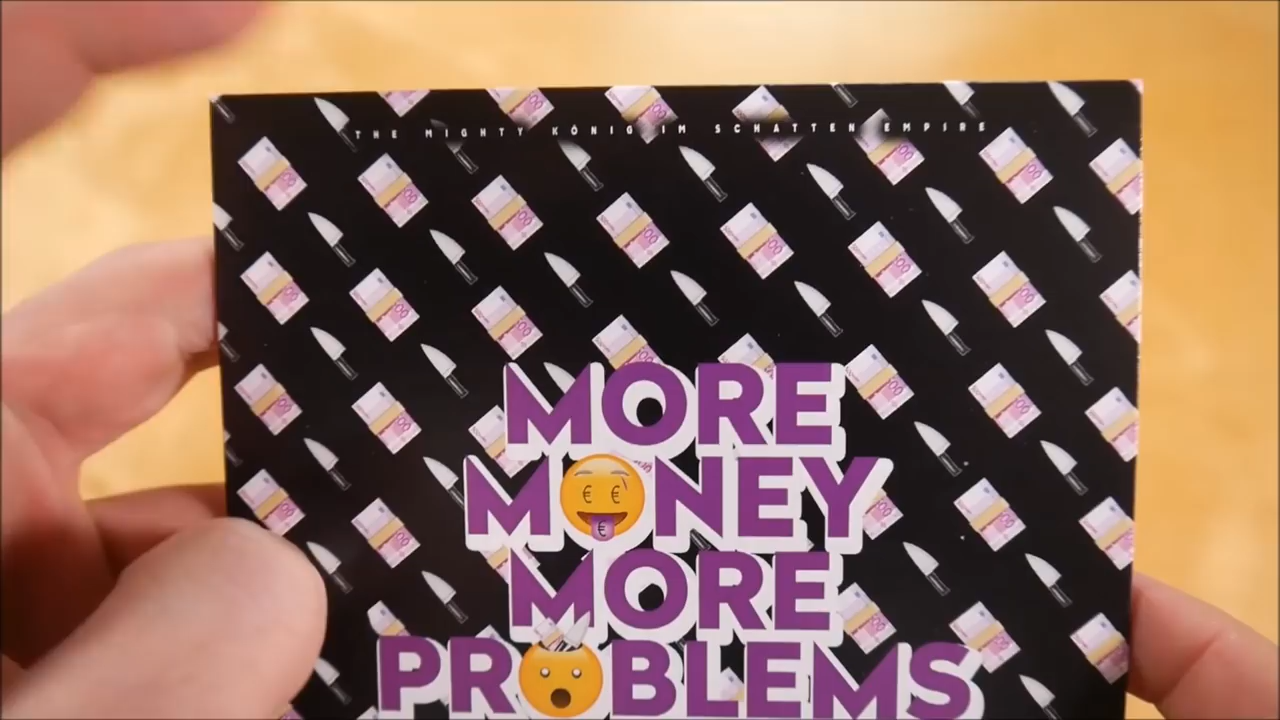 THE MIGHTY KÖNIG IM SCHATTEN EMPIRE
MORE
MONEY
MORE
PROBLEMS